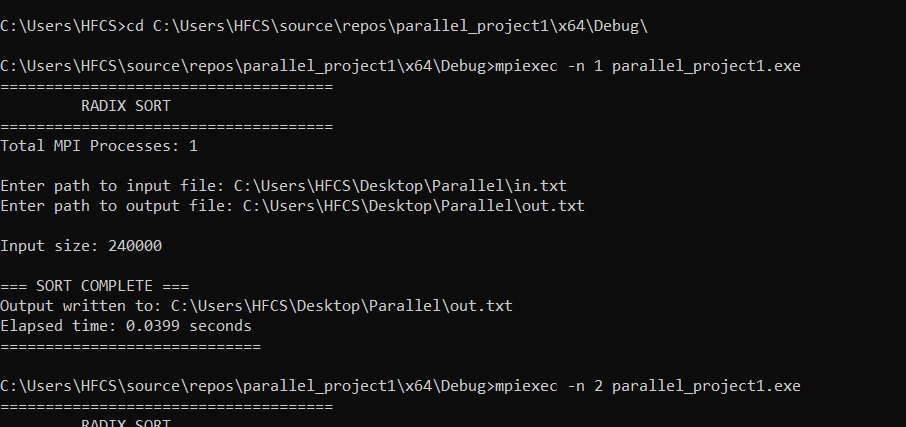 C:\Users\HFCS>cd C:\Users\HFCS\source\repos\parallel_project1\x64\Debug\
C:\Users\HFCS\source\repos\parallel_project1\x64\Debug>mpiexec -n 1 parallel_project1.exe
=====================================
RADIX SORT
=====================================
Total MPI Processes: 1
Enter path to input file: C:\Users\HFCS\Desktop\Parallel\in.txt
Enter path to output file: C:\Users\HFCS\Desktop\Parallel\out.txt
Input size: 240000
=== SORT COMPLETE ===
Output written to: C:\Users\HFCS\Desktop\Parallel\out.txt
Elapsed time: 0.0399 seconds
=============================
C:\Users\HFCS\source\repos\parallel_project1\x64\Debug>mpiexec -n 2 parallel_project1.exe
=====================================
RADIX SORT